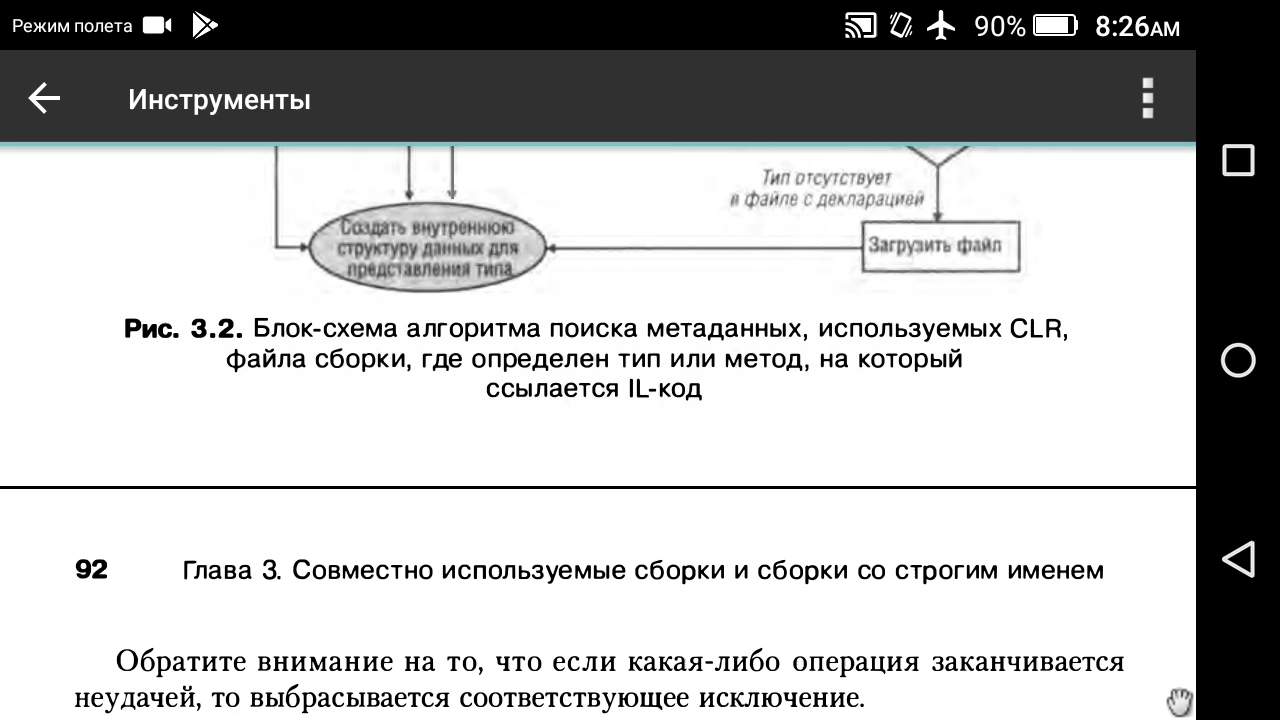 Режим полета
90%
8:26AM
Инструменты
Тип отсутствует
в файле с декларацией
Создать внутреннюю
структуру данных для
представления типа
Загрузить файл
Рис. 3.2. Блок-схема алгоритма поиска метаданных, используемых CLR,
файла сборки, где определен тип или метод, на который
ссылается IL-код
92 Глава 3. Совместно используемые сборки и сборки со строгим именем
Обратите внимание на то, что если какая-либо операция заканчивается
неудачей, то выбрасывается соответствующее исключение.